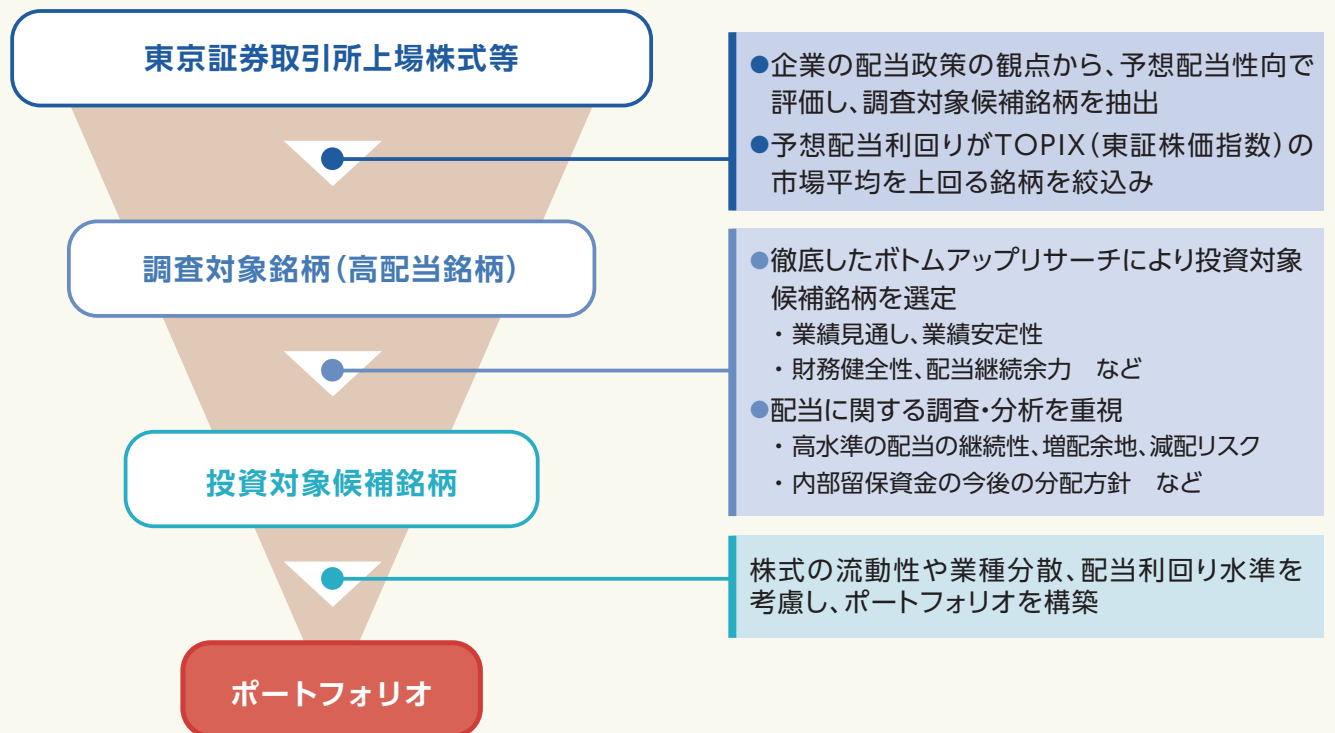 東京証券取引所上場株式等
●企業の配当政策の観点から、予想配当性向で
評価し、調査対象候補銘柄を抽出
●予想配当利回りがTOPIX（東証株価指数）の
市場平均を上回る銘柄を絞込み
調査対象銘柄（高配当銘柄）
●徹底したボトムアップリサーチにより投資対象
候補銘柄を選定
・業績見通し、業績安定性
・財務健全性、配当継続余力　など
●配当に関する調査・分析を重視
・高水準の配当の継続性、増配余地、減配リスク
・内部留保資金の今後の分配方針　など
投資対象候補銘柄
株式の流動性や業種分散、配当利回り水準を
考慮し、ポートフォリオを構築
ポートフォリオ